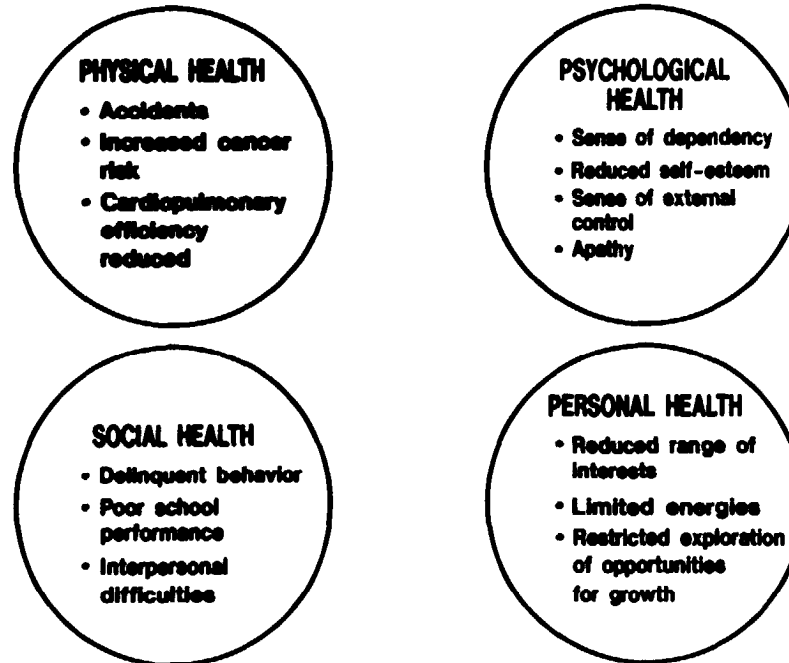 PHYSICAL HEALTH
• Accidents
• Increased cancer
risk
• Cardiopulmonary
efficiency
reduced
PSYCHOLOGICAL
HEALTH
• Sense of dependency
• Reduced self-esteem
• Sense of external
control
• Apathy
SOCIAL HEALTH
• Delinquent behavior
• Poor school
performance
• Interpersonal
difficulties
PERSONAL HEALTH
• Reduced range of
interests
• Limited energies
• Restricted exploration
of opportunities
for growth